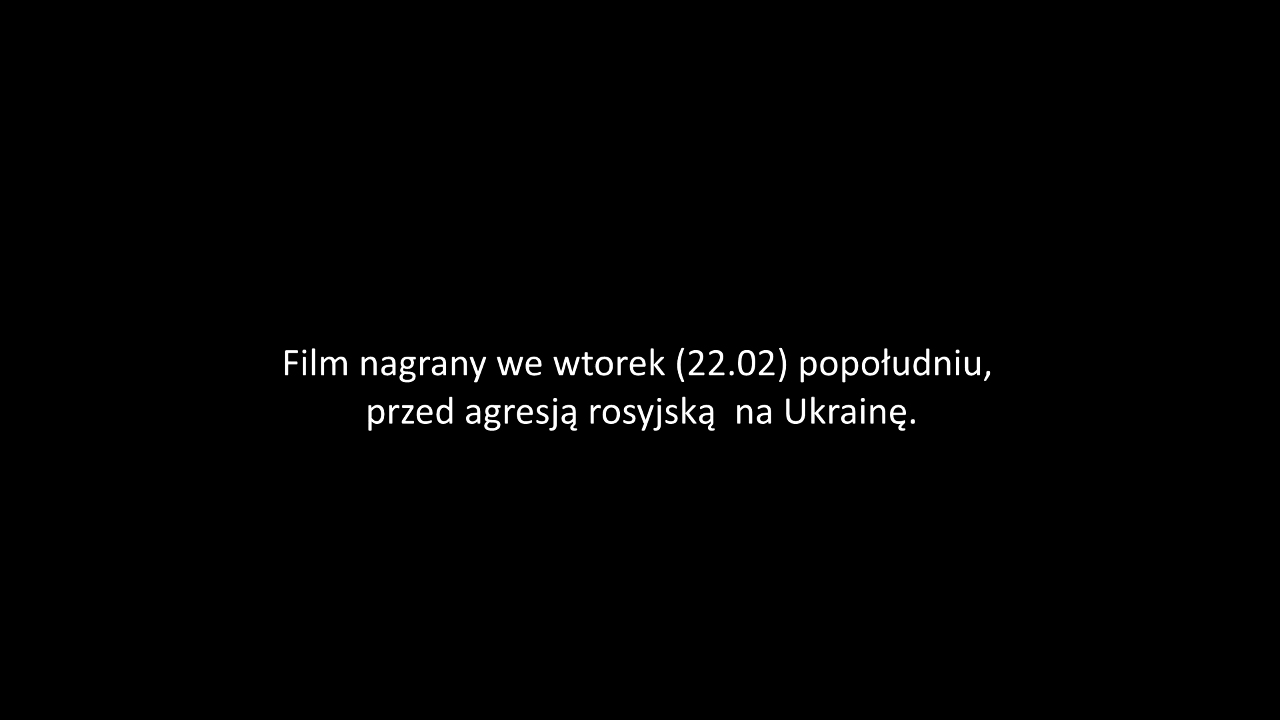 Film nagrany we wtorek (22.02) popołudniu,
przed agresją rosyjską  na Ukrainę.